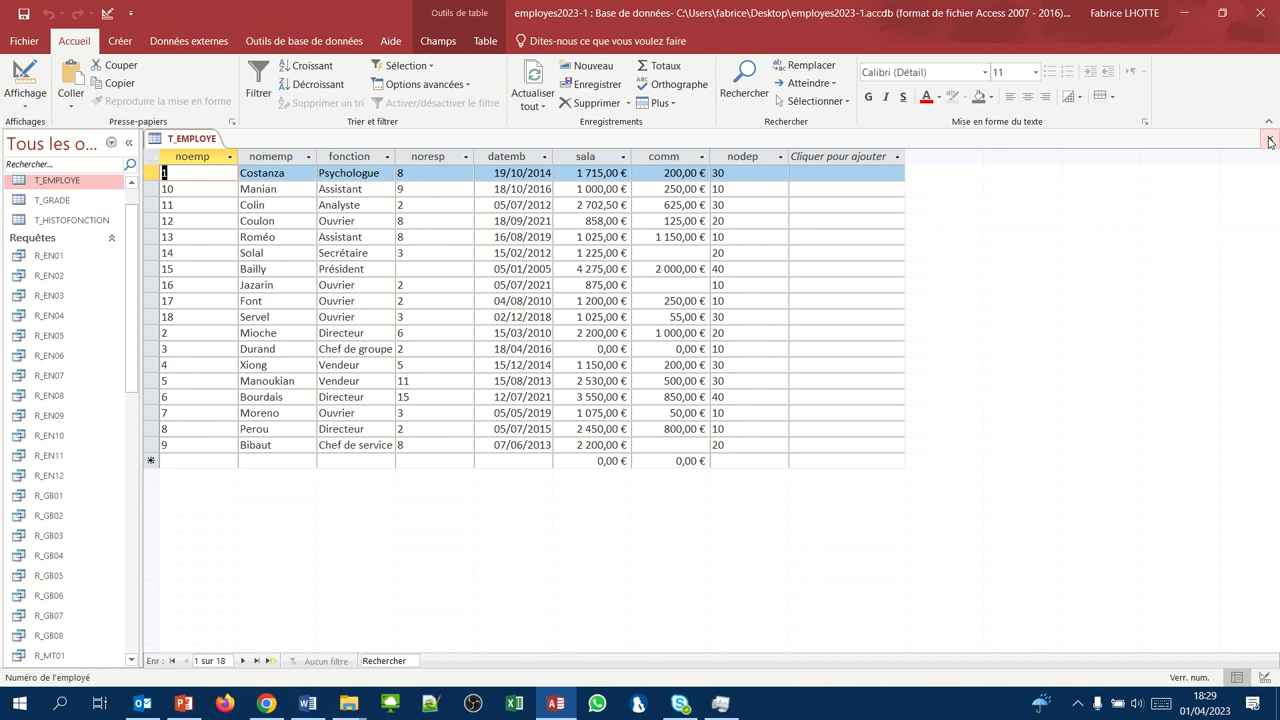 Outils de table
employes2023-1 : Base de données- C:\Users\fabrice\Desktop\employes2023-1.accdb (format de fichier Access 2007 - 2016)...
Fabrice LHOTTE
Fichier Accueil Créer Données externes Outils de base de données Aide Champs Table Dites-nous ce que vous voulez faire
Affichage
Affichages
Coller
Couper
Copier
Reproduire la mise en forme
Presse-papiers
Filtrer
Croissant
Décroissant
Supprimer un tri
Sélection
Options avancées
Activer/désactiver le filtre
Trier et filtrer
Actualiser
tout
Nouveau
Enregistrer
Supprimer
Totaux
Orthographe
Plus
Enregistrements
Rechercher
Remplacer
Atteindre
Sélectionner
Rechercher
Calibri (Détail) 11
G I S A
Mise en forme du texte
Tous les o...
Rechercher...
T_EMPLOYE
T_GRADE
T_HISTOFONCTION
Requêtes
R_EN01
R_EN02
R_EN03
R_EN04
R_EN05
R_EN06
R_EN07
R_EN08
R_EN09
R_EN10
R_EN11
R_EN12
R_GB01
R_GB02
R_GB03
R_GB04
R_GB05
R_GB06
R_GB07
R_GB08
R_MT01
T_EMPLOYE
noemp nomemp fonction noresp datemb sala comm nodep Cliquer pour ajouter
1 Costanza Psychologue 8 19/10/2014 1 715,00 € 200,00 € 30
10 Manian Assistant 9 18/10/2016 1 000,00 € 250,00 € 10
11 Colin Analyste 2 05/07/2012 2 702,50 € 625,00 € 30
12 Coulon Ouvrier 8 18/09/2021 858,00 € 125,00 € 20
13 Roméo Assistant 8 16/08/2019 1 025,00 € 1 150,00 € 10
14 Solal Secrétaire 3 15/02/2012 1 225,00 € 20
15 Bailly Président 05/01/2005 4 275,00 € 2 000,00 € 40
16 Jazarin Ouvrier 2 05/07/2021 875,00 € 10
17 Font Ouvrier 2 04/08/2010 1 200,00 € 250,00 € 10
18 Servel Ouvrier 3 02/12/2018 1 025,00 € 55,00 € 30
2 Mioche Directeur 6 15/03/2010 2 200,00 € 1 000,00 € 20
3 Durand Chef de groupe 2 18/04/2016 0,00 € 0,00 € 10
4 Xiong Vendeur 5 15/12/2014 1 150,00 € 200,00 € 30
5 Manoukian Vendeur 11 15/08/2013 2 530,00 € 500,00 € 30
6 Bourdais Directeur 15 12/07/2021 3 550,00 € 850,00 € 40
7 Moreno Ouvrier 3 05/05/2019 1 075,00 € 50,00 € 10
8 Perou Directeur 2 05/07/2015 2 450,00 € 800,00 € 10
9 Bibaut Chef de service 8 07/06/2013 2 200,00 € 20
0,00 € 0,00 €
Enr : 1 sur 18 Aucun filtre Rechercher
Numéro de l'employé
Verr. num.
18:29
01/04/2023